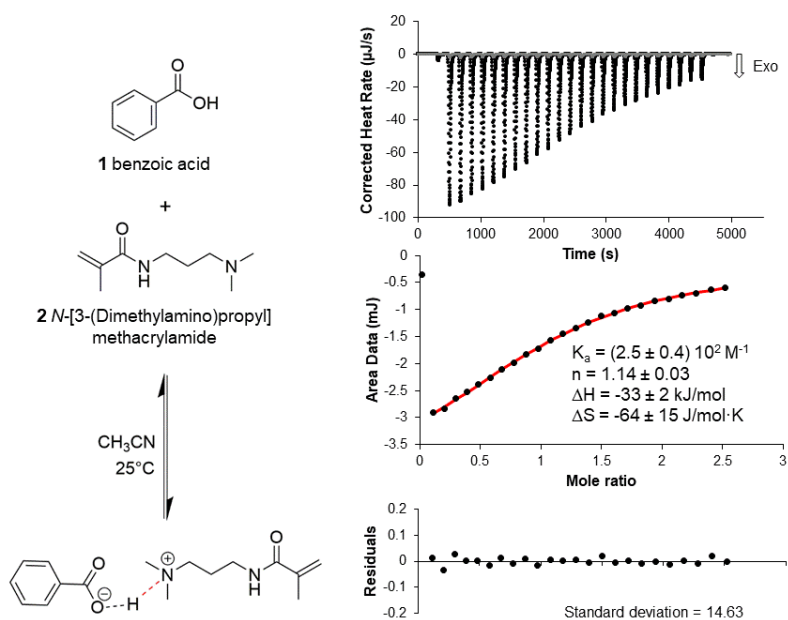 O
OH
1 benzoic acid
+
O
N
H
N
2 N-[3-(Dimethylamino)propyl]
methacrylamide
CH₃CN
25°C
O
⊖
O
H
⊕
N
N
H
O
Corrected Heat Rate (µJ/s)
20
0
-20
-40
-60
-80
-100
Exo
0 1000 2000 3000 4000 5000
Time (s)
Area Data (mJ)
0
-0.5
-1
-1.5
-2
-2.5
-3
-3.5
Kₐ = (2.5 ± 0.4) 10² M⁻¹
n = 1.14 ± 0.03
ΔH = -33 ± 2 kJ/mol
ΔS = -64 ± 15 J/mol·K
0 0.5 1 1.5 2 2.5 3
Mole ratio
Residuals
0.2
0.1
0
-0.1
-0.2
Standard deviation = 14.63